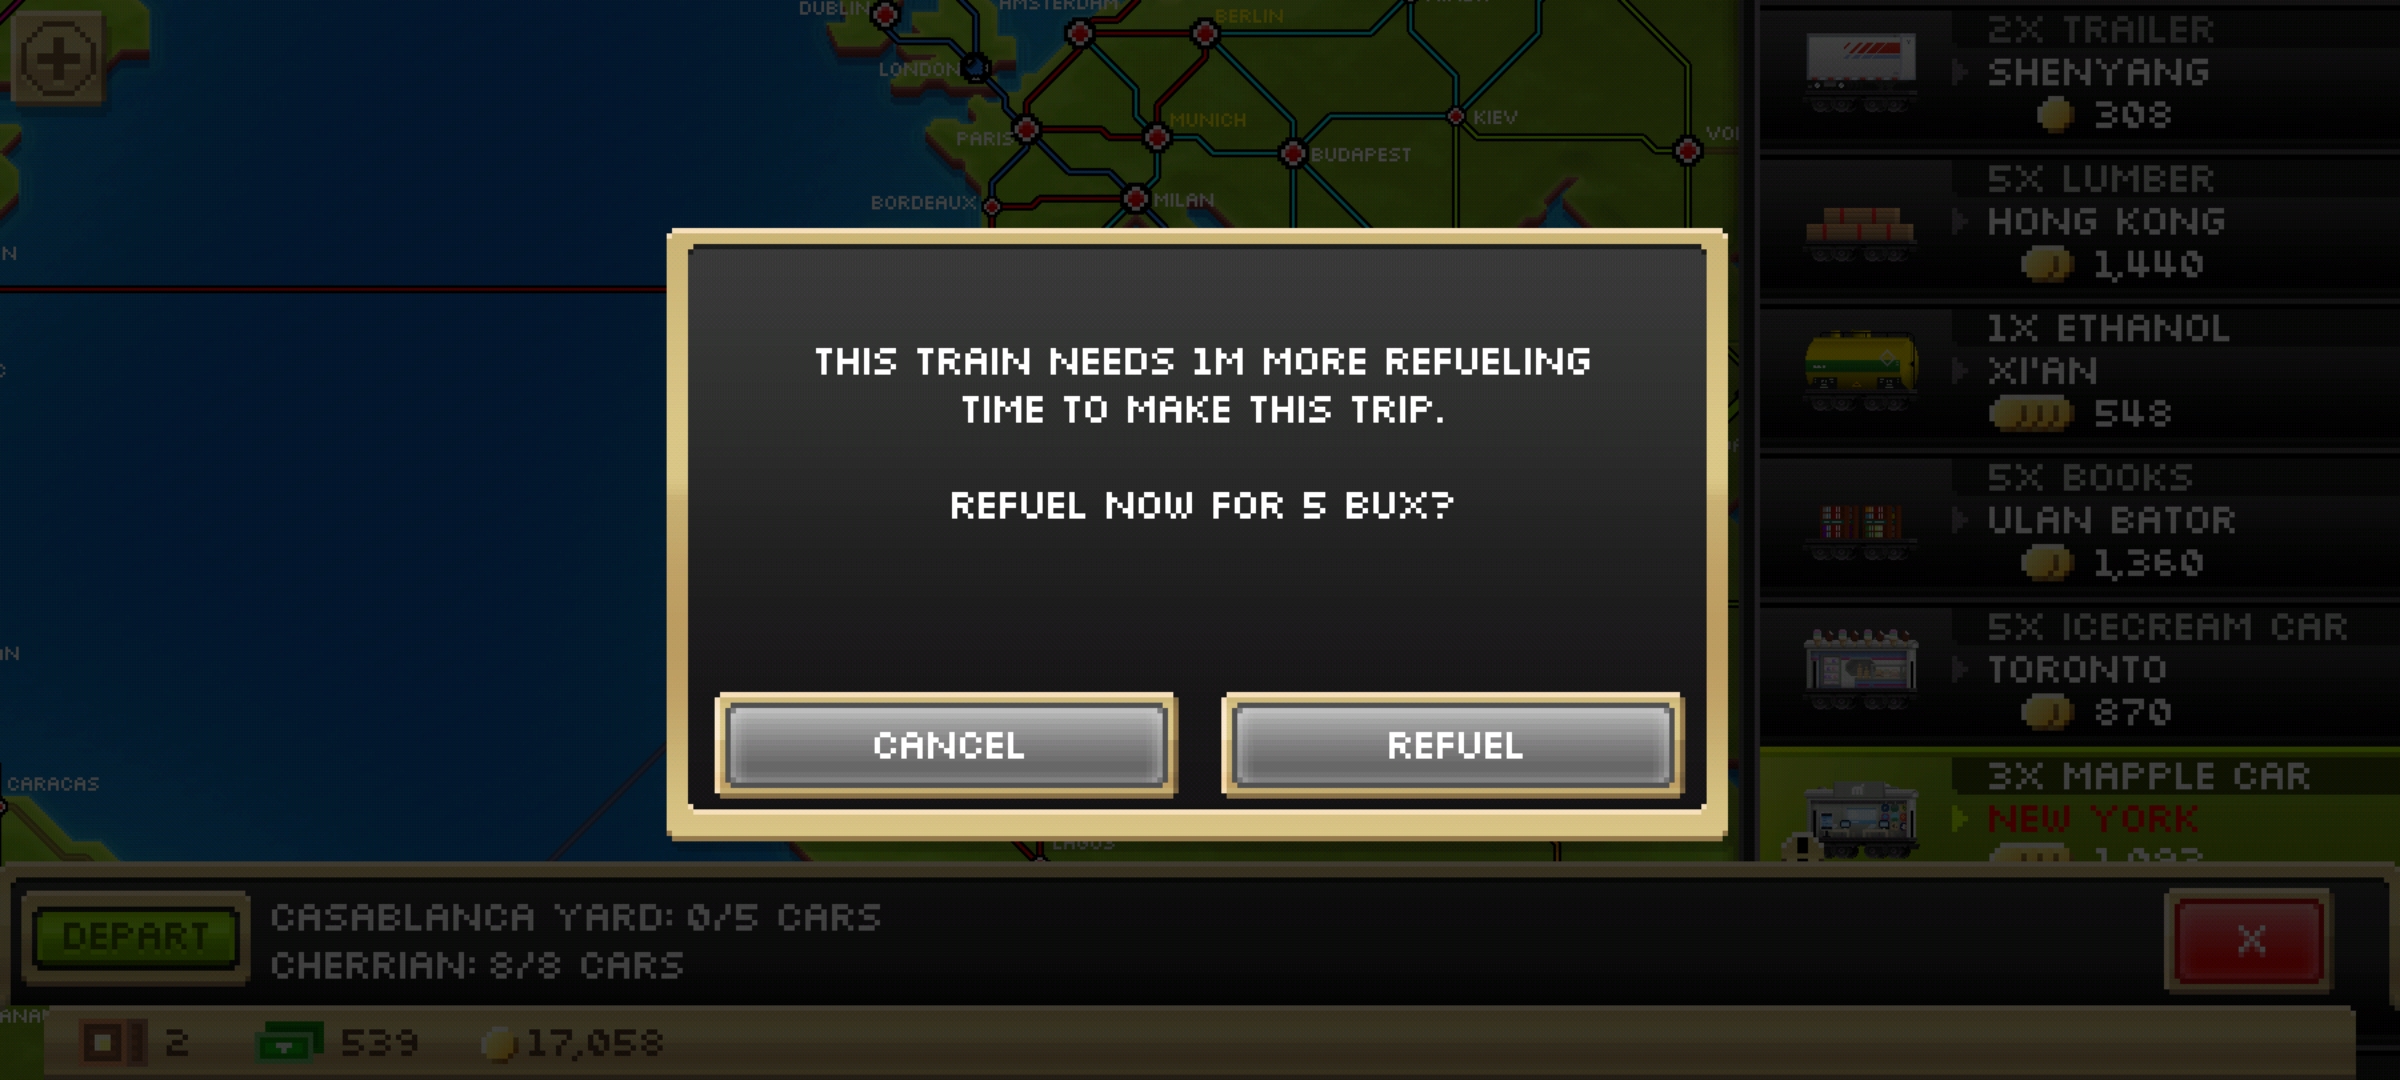 DUBLIN
AMSTERDAM
BERLIN
LONDON
PARIS
MUNICH
KIEV
BUDAPEST
BORDEAUX
MILAN
CARACAS
LAGOS
2X TRAILER
SHENYANG
308
5X LUMBER
HONG KONG
1,440
1X ETHANOL
XI'AN
548
5X BOOKS
ULAN BATOR
1,360
5X ICECREAM CAR
TORONTO
870
3X MAPPLE CAR
NEW YORK
THIS TRAIN NEEDS 1M MORE REFUELING
TIME TO MAKE THIS TRIP.
REFUEL NOW FOR 5 BUX?
CANCEL
REFUEL
DEPART
CASABLANCA YARD: 0/5 CARS
CHERRIAN: 8/8 CARS
X
2
539
17,058